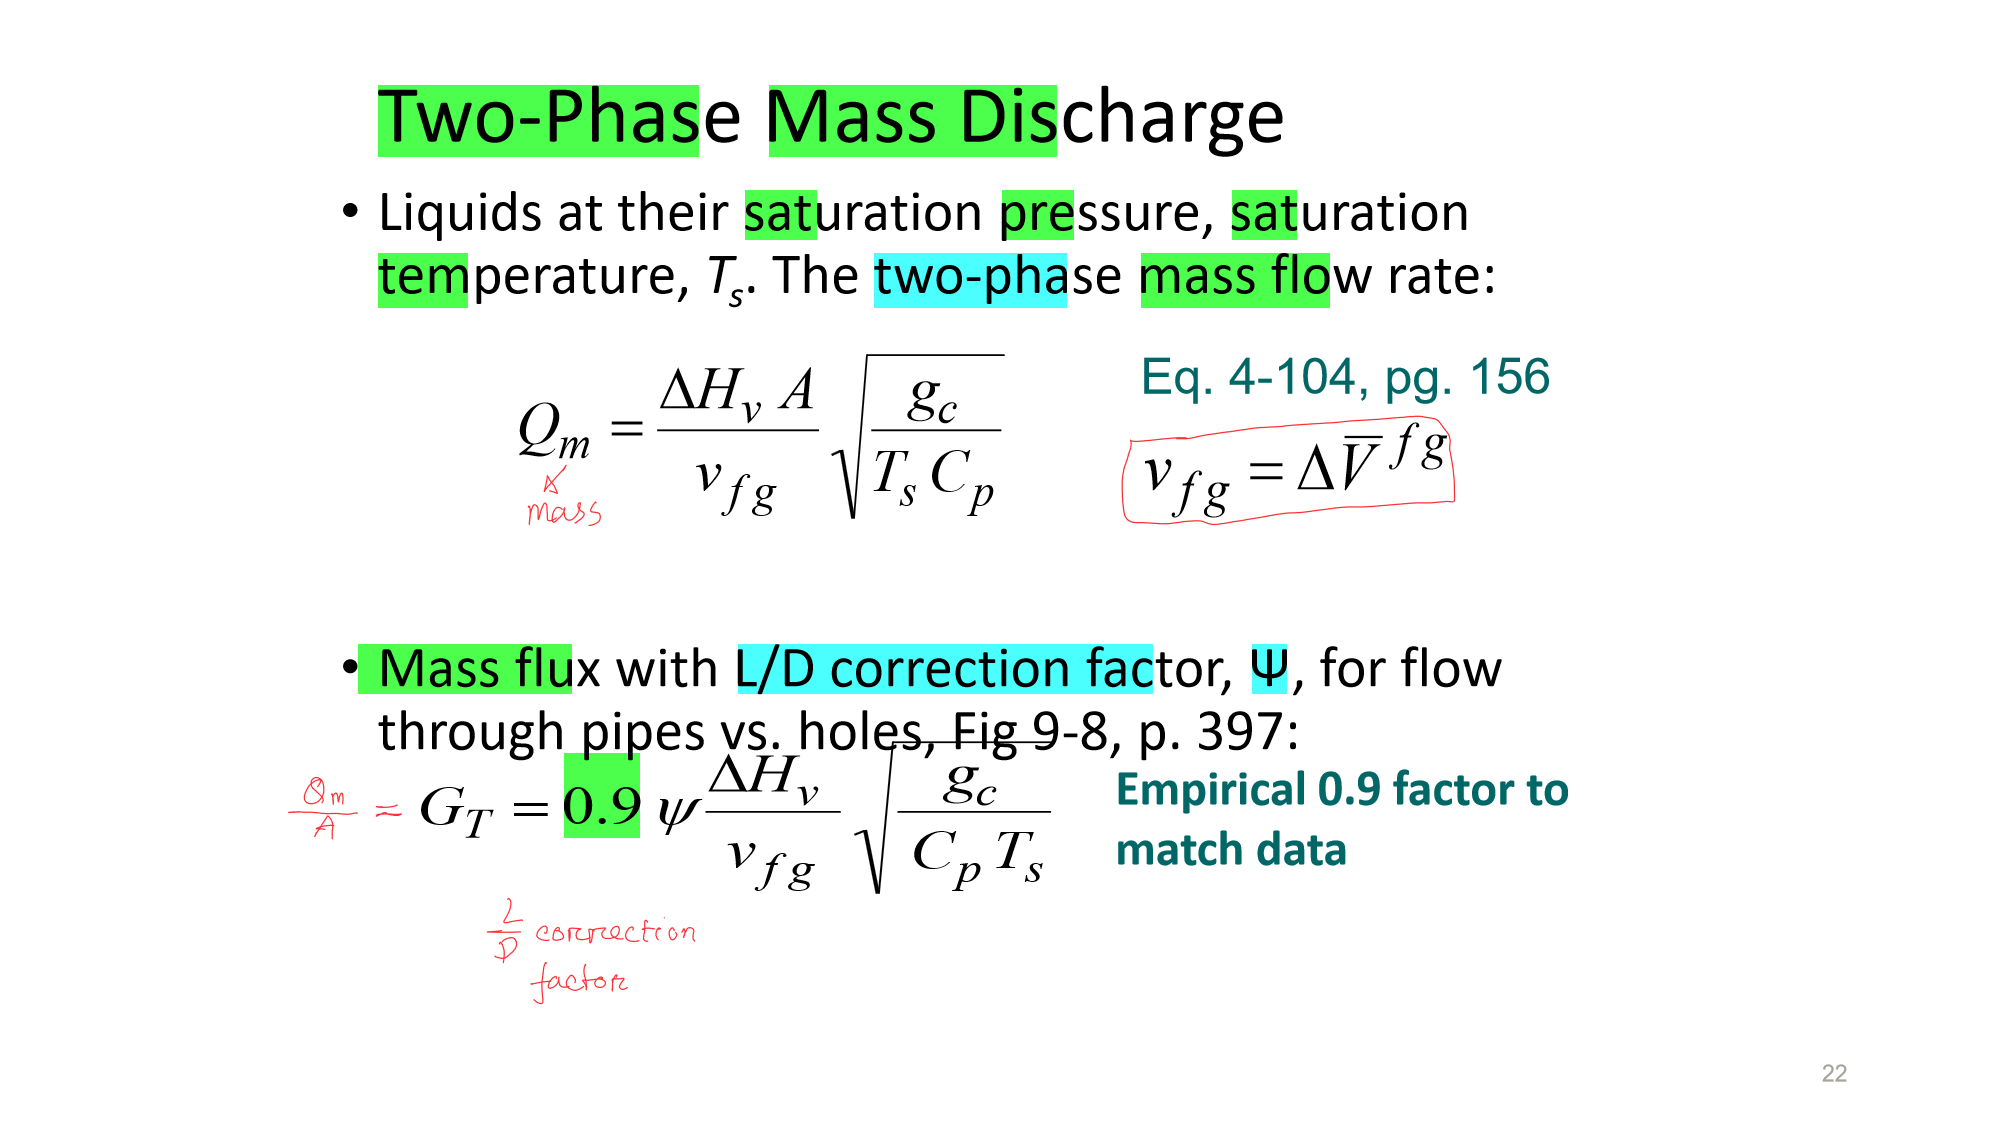 Two-Phase Mass Discharge
• Liquids at their saturation pressure, saturation
temperature, Ts. The two-phase mass flow rate:
Qm = ΔHv A / vfg √(gc / Ts Cp)
Eq. 4-104, pg. 156
vfg = ΔV̅ fg
mass
• Mass flux with L/D correction factor, Ψ, for flow
through pipes vs. holes, Fig 9-8, p. 397:
Qm / A = GT = 0.9 ψ ΔHv / vfg √(gc / Cp Ts)
Empirical 0.9 factor to
match data
L/D correction
factor
22